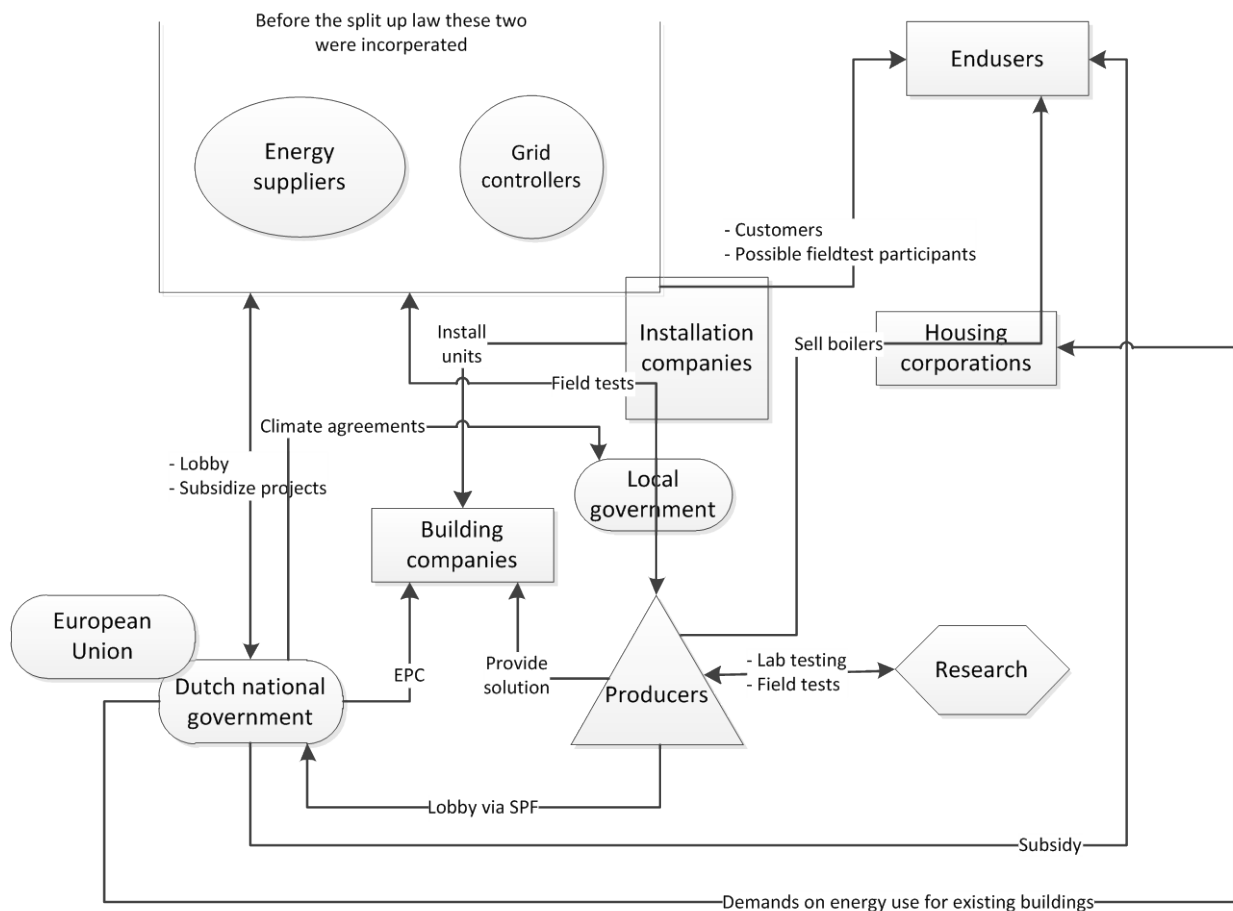 Before the split up law these two
were incorperated
Endusers
Energy
suppliers
Grid
controllers
- Customers
- Possible fieldtest participants
Install
units
Installation
companies
Sell boilers
Housing
corporations
Field tests
Climate agreements
- Lobby
- Subsidize projects
Local
government
Building
companies
European
Union
Dutch national
government
EPC
Provide
solution
Producers
- Lab testing
- Field tests
Research
Lobby via SPF
Subsidy
Demands on energy use for existing buildings